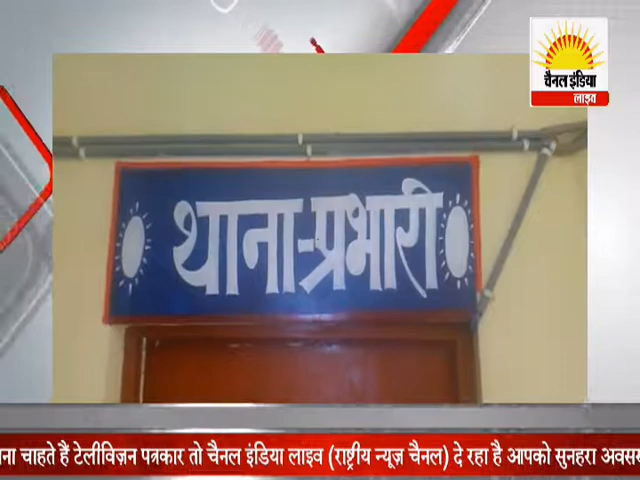 चैनल इंडिया
लाइव
थाना-प्रभारी
चाहते हैं टेलीविज़न पत्रकार तो चैनल इंडिया लाइव (राष्ट्रीय न्यूज़ चैनल) दे रहा है आपको सुनहरा